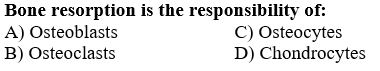 Bone resorption is the responsibility of:
A) Osteoblasts C) Osteocytes
B) Osteoclasts D) Chondrocytes